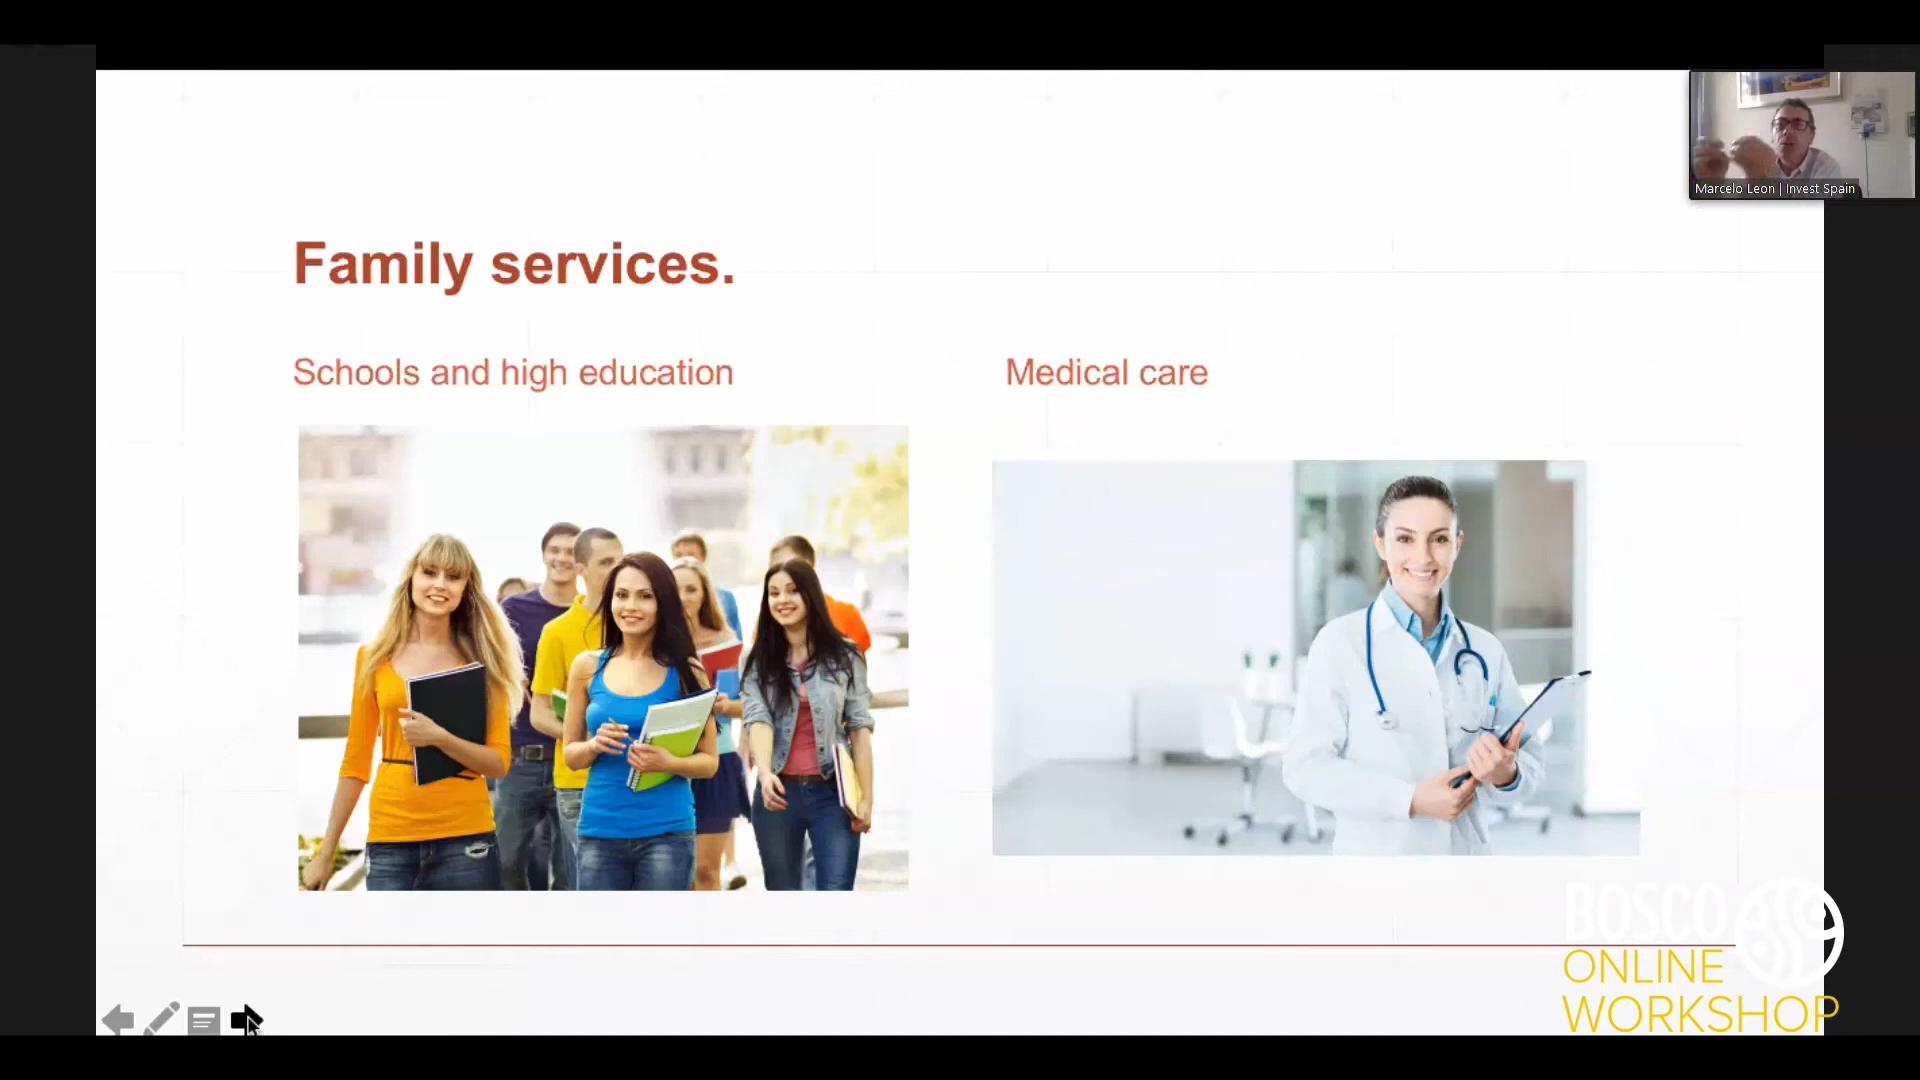 Marcelo Leon | Invest Spain
Family services.
Schools and high education
Medical care
BOSCO
ONLINE
WORKSHOP